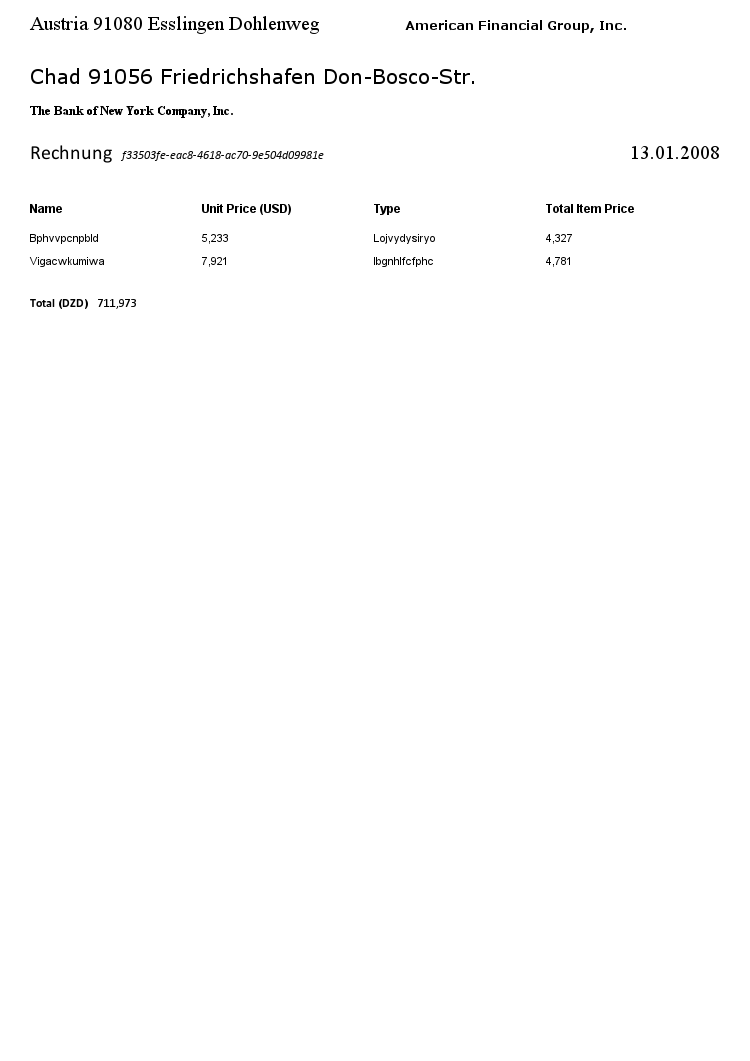 Austria 91080 Esslingen Dohlenweg American Financial Group, Inc.
Chad 91056 Friedrichshafen Don-Bosco-Str.
The Bank of New York Company, Inc.
Rechnung f33503fe-eac8-4618-ac70-9e504d09981e 13.01.2008
Name Unit Price (USD) Type Total Item Price
Bphvvpcnpbld 5,233 Lojvydysiryo 4,327
Vigacwkumiwa 7,921 Ibgnhlfcfphc 4,781
Total (DZD) 711,973